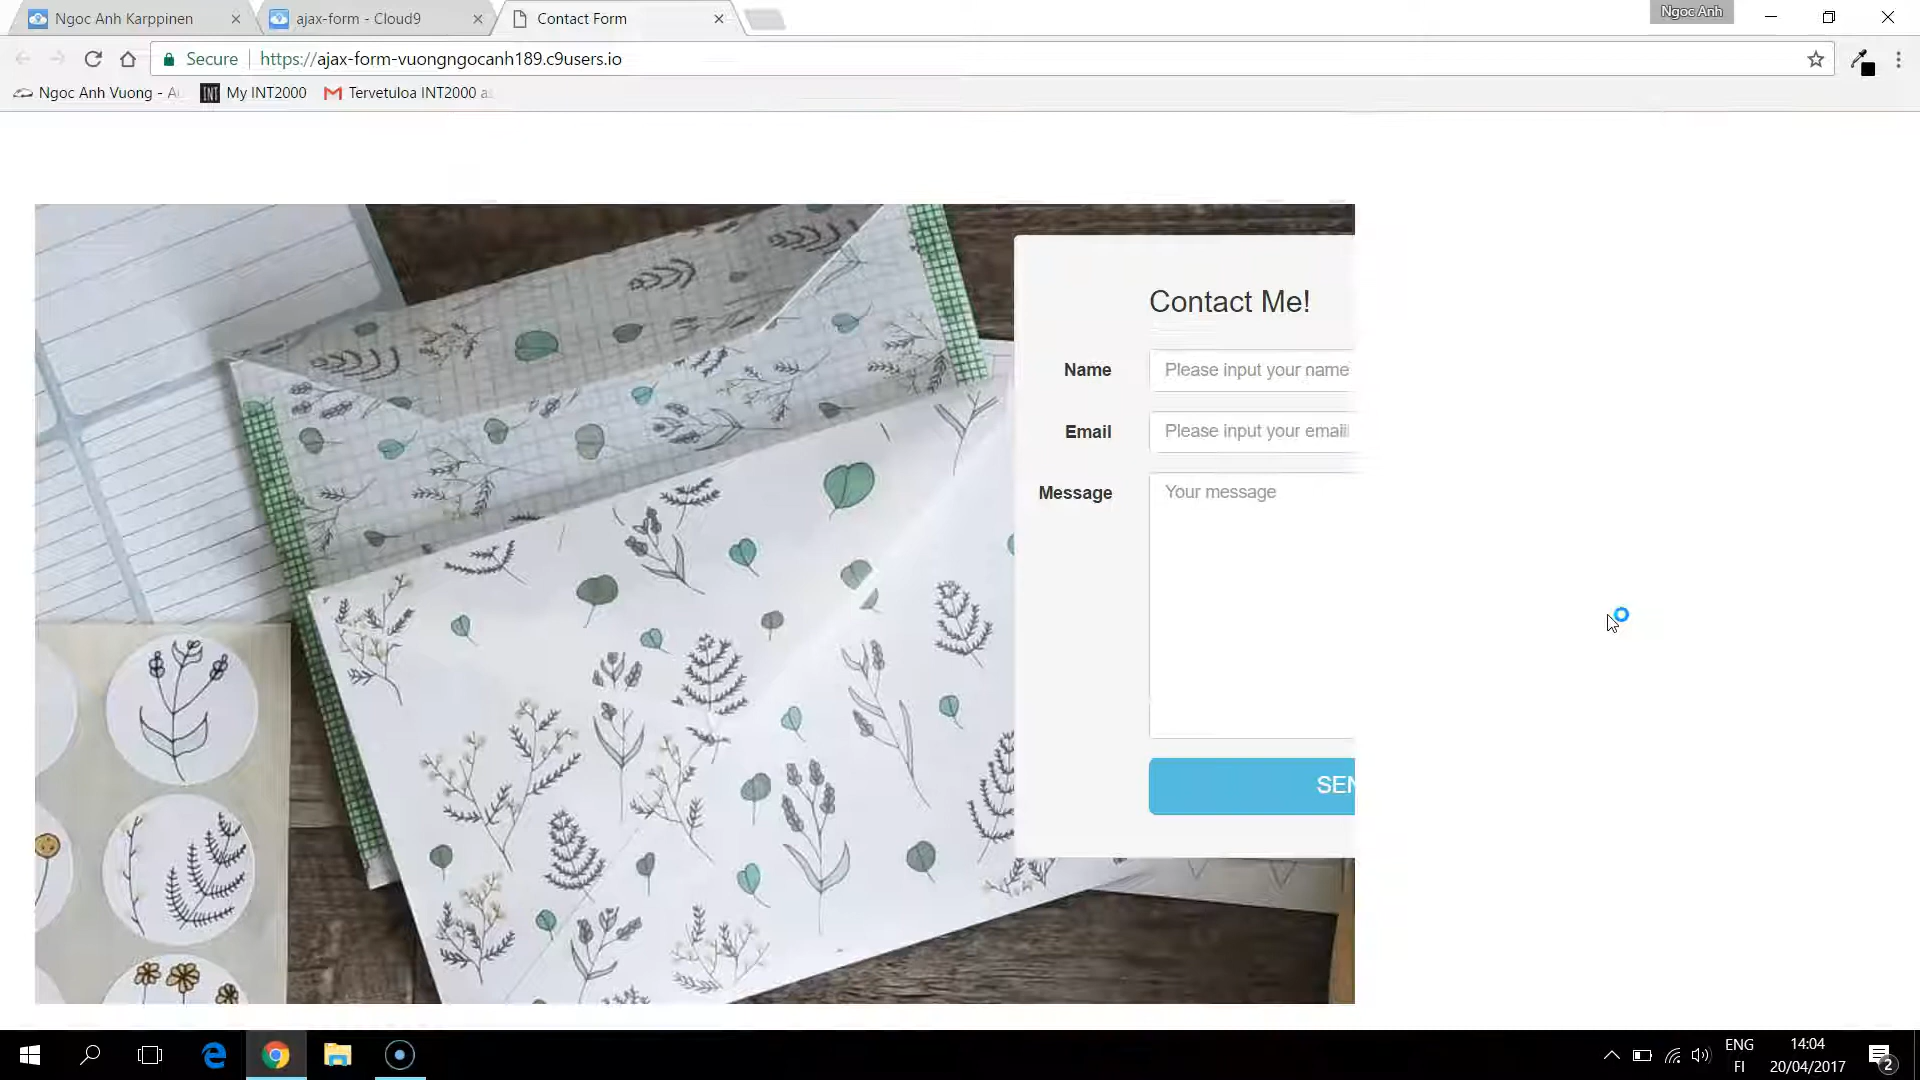 Ngoc Anh Karppinen
ajax-form - Cloud9
Contact Form
Ngoc Anh
Secure
https://ajax-form-vuongngocanh189.c9users.io
Ngoc Anh Vuong - A
INT My INT2000
Tervetuloa INT2000 a
Contact Me!
Name
Please input your name
Email
Please input your email
Message
Your message
SEN
ENG
FI
14:04
20/04/2017
2